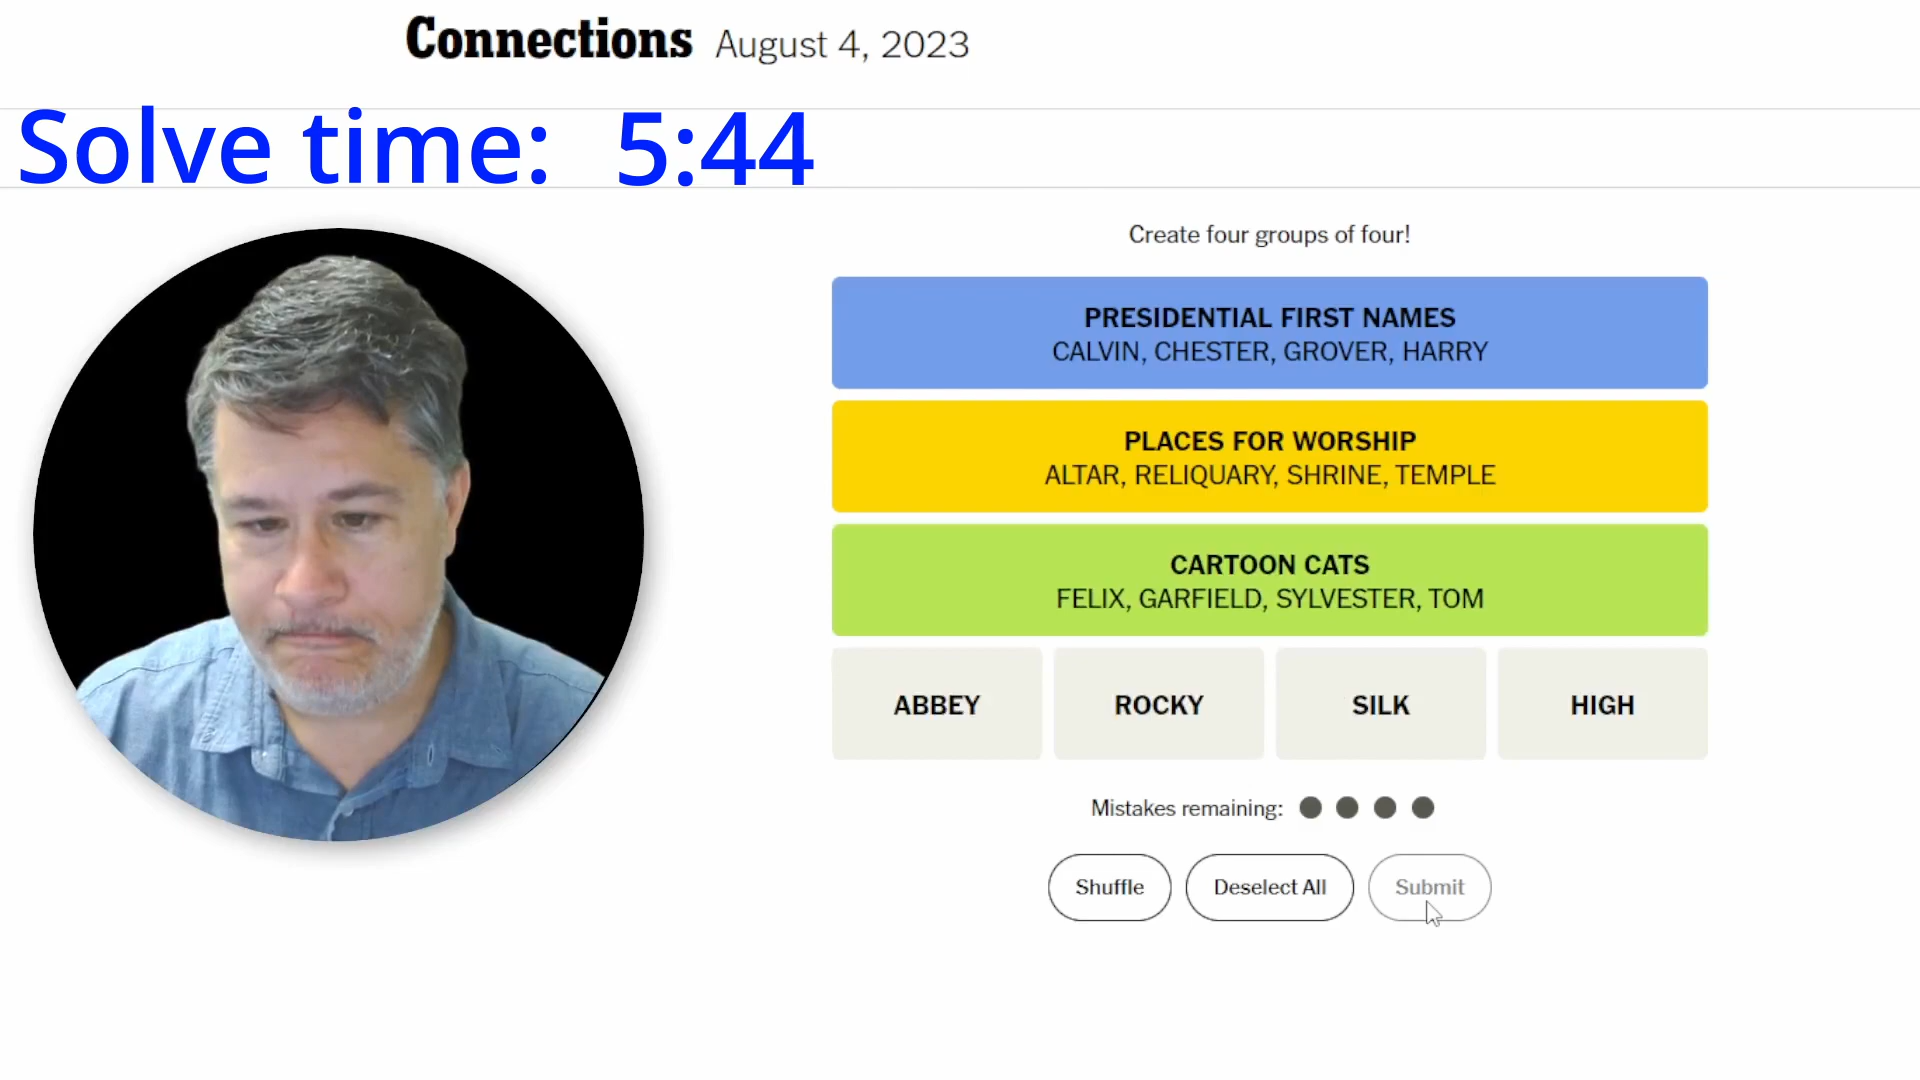 Connections August 4, 2023
Solve time: 5:44
Create four groups of four!
PRESIDENTIAL FIRST NAMES
CALVIN, CHESTER, GROVER, HARRY
PLACES FOR WORSHIP
ALTAR, RELIQUARY, SHRINE, TEMPLE
CARTOON CATS
FELIX, GARFIELD, SYLVESTER, TOM
ABBEY ROCKY SILK HIGH
Mistakes remaining:
Shuffle Deselect All Submit